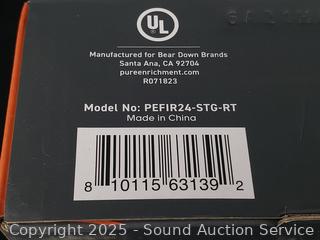 UL
Manufactured for Bear Down Brands
Santa Ana, CA 92704
pureenrichment.com
R071823
Model No: PEFIR24-STG-RT
Made in China
8 10115 63139 2
Copyright 2025 - Sound Auction Service